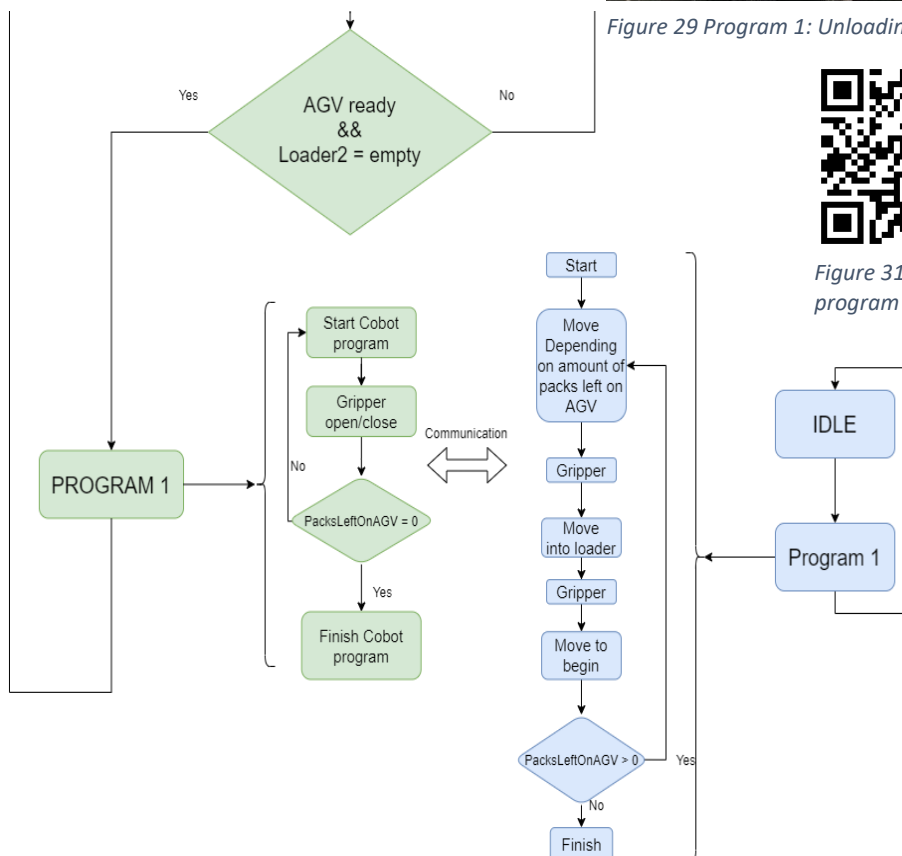 Figure 29 Program 1: Unloadin
Yes
No
AGV ready
&&
Loader2 = empty
Figure 31
program
PROGRAM 1
Start Cobot
program
Gripper
open/close
No
PacksLeftOnAGV = 0
Yes
Finish Cobot
program
Communication
Start
Move
Depending
on amount of
packs left on
AGV
Gripper
Move
into loader
Gripper
Move to
begin
PacksLeftOnAGV > 0
Yes
No
Finish
IDLE
Program 1